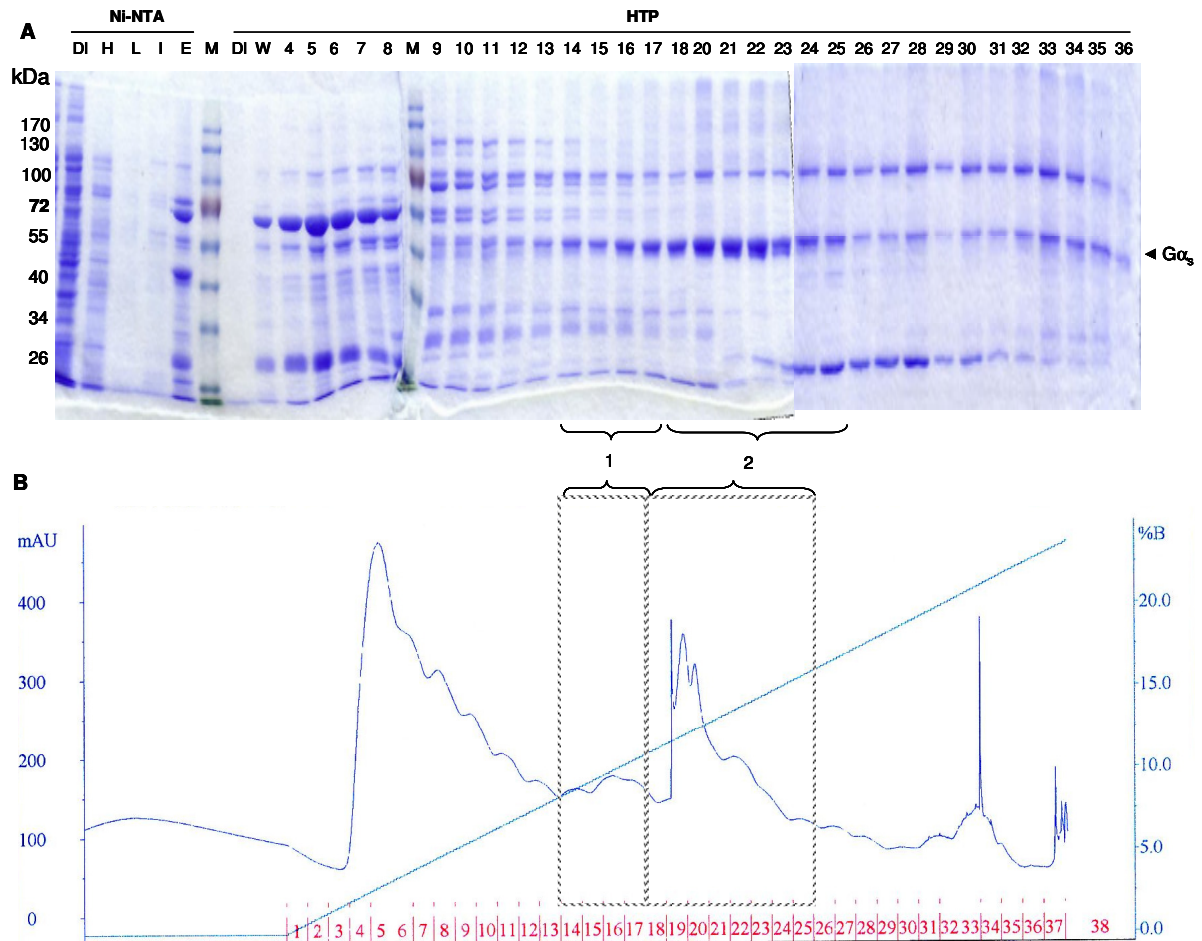 Ni-NTA HTP
A
DI H L I E M DI W 4 5 6 7 8 M 9 10 11 12 13 14 15 16 17 18 20 21 22 23 24 25 26 27 28 29 30 31 32 33 34 35 36
kDa
170
130
100
72
55
Gαs
40
34
26
1 2
B
mAU %B
400 20.0
300 15.0
200 10.0
100 5.0
0 0.0
1 2 3 4 5 6 7 8 9 10 11 12 13 14 15 16 17 18 19 20 21 22 23 24 25 26 27 28 29 30 31 32 33 34 35 36 37 38